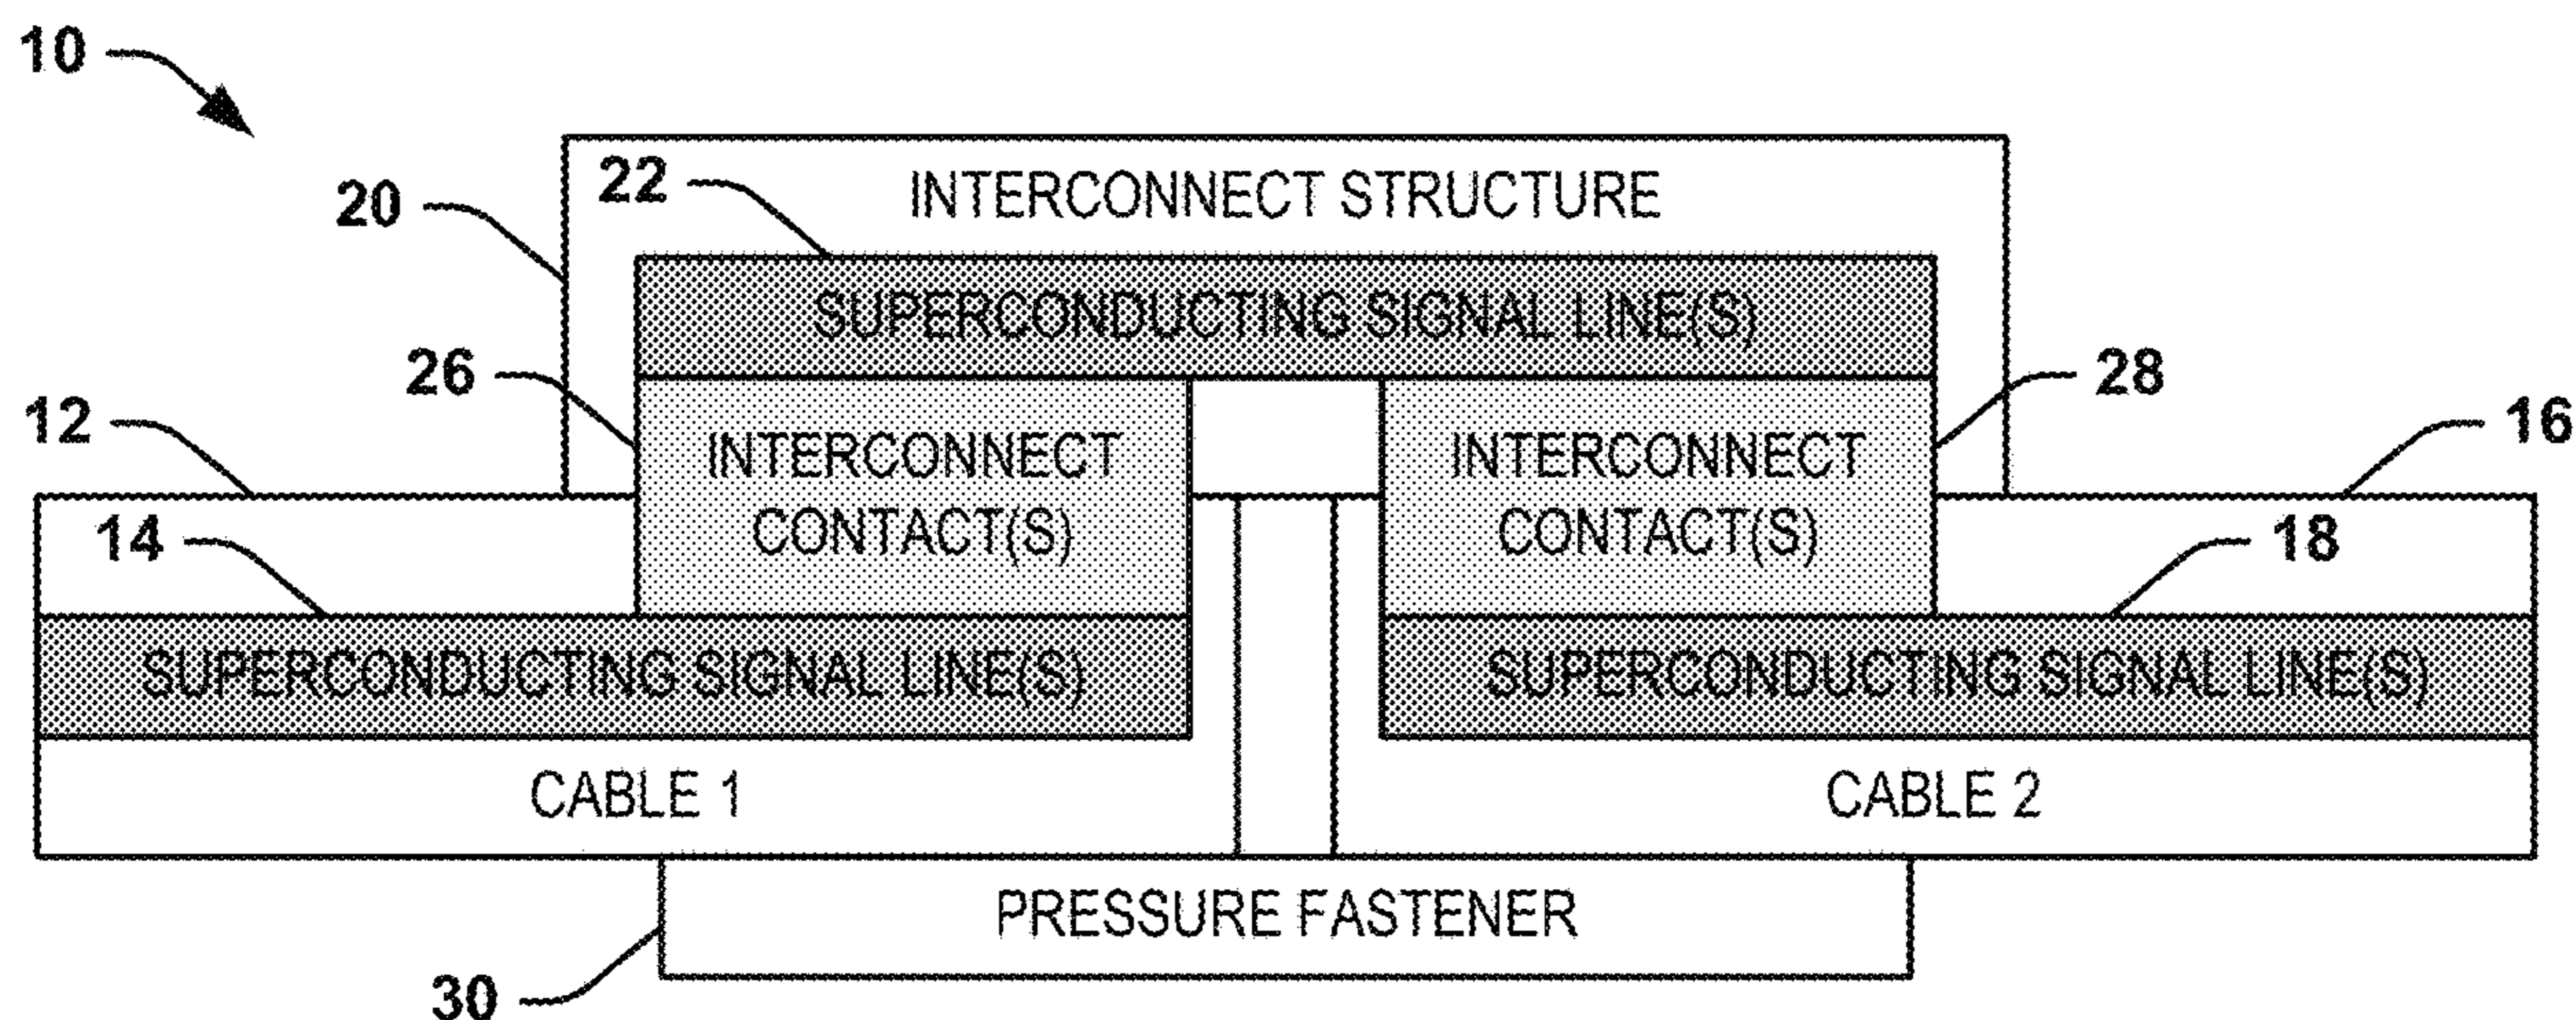 10
20
22
INTERCONNECT STRUCTURE
SUPERCONDUCTING SIGNAL LINE(S)
26
28
12
16
INTERCONNECT
CONTACT(S)
INTERCONNECT
CONTACT(S)
14
18
SUPERCONDUCTING SIGNAL LINE(S)
SUPERCONDUCTING SIGNAL LINE(S)
CABLE 1
CABLE 2
PRESSURE FASTENER
30